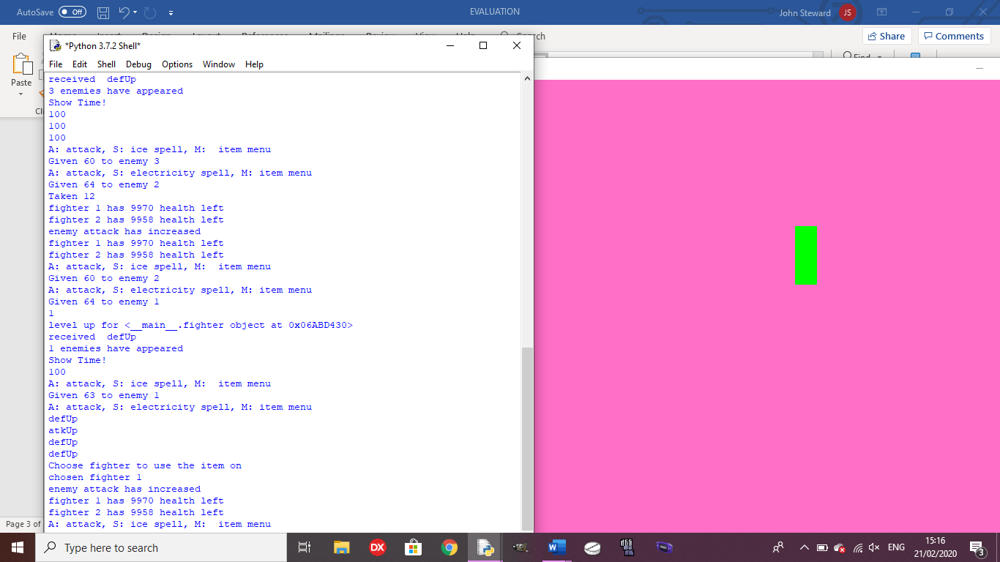 AutoSave Off
EVALUATION
John Steward JS
File
Search
Share
Comments
Paste
Find
*Python 3.7.2 Shell*
File Edit Shell Debug Options Window Help
received  defUp
3 enemies have appeared
Show Time!
100
100
100
A: attack, S: ice spell, M:  item menu
Given 60 to enemy 3
A: attack, S: electricity spell, M: item menu
Given 64 to enemy 2
Taken 12
fighter 1 has 9970 health left
fighter 2 has 9958 health left
enemy attack has increased
fighter 1 has 9970 health left
fighter 2 has 9958 health left
A: attack, S: ice spell, M:  item menu
Given 60 to enemy 2
A: attack, S: electricity spell, M: item menu
Given 64 to enemy 1
1
level up for <__main__.fighter object at 0x06ABD430>
received  defUp
1 enemies have appeared
Show Time!
100
A: attack, S: ice spell, M:  item menu
Given 63 to enemy 1
A: attack, S: electricity spell, M: item menu
defUp
atkUp
defUp
defUp
Choose fighter to use the item on
chosen fighter 1
enemy attack has increased
fighter 1 has 9970 health left
fighter 2 has 9958 health left
A: attack, S: ice spell, M:  item menu
Page 3 of
Type here to search
DX
W
ENG
15:16
21/02/2020
3